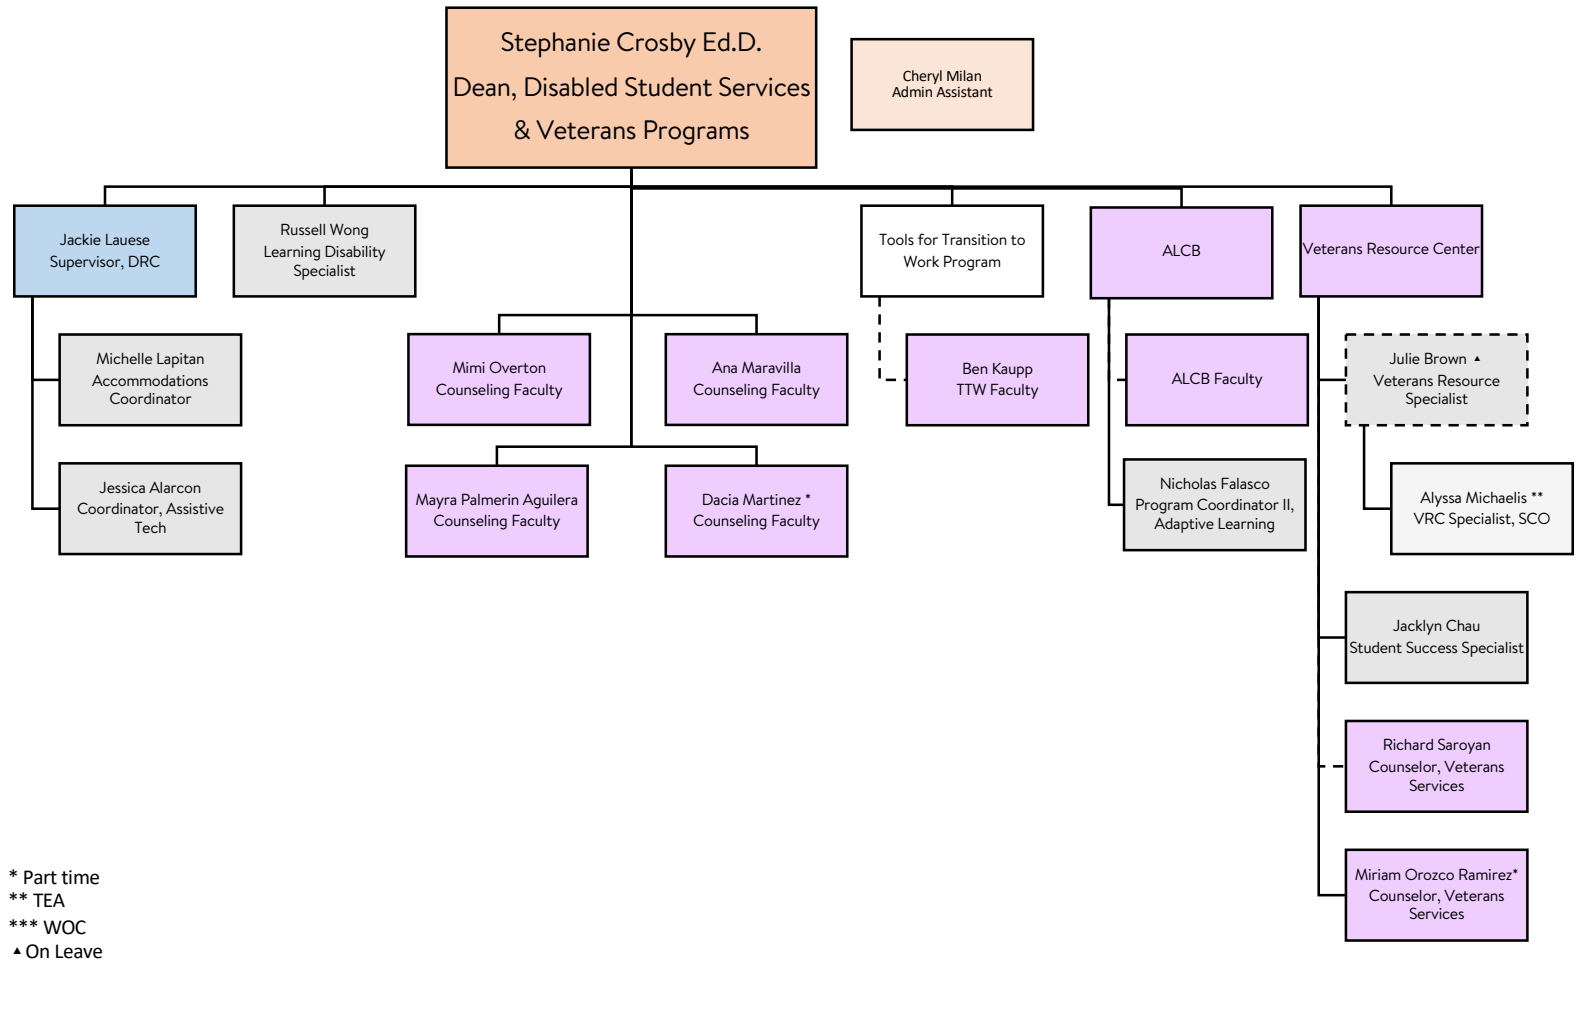 Stephanie Crosby Ed.D.
Dean, Disabled Student Services
& Veterans Programs
Cheryl Milan
Admin Assistant
Jackie Lauese
Supervisor, DRC
Russell Wong
Learning Disability
Specialist
Tools for Transition to
Work Program
ALCB
Veterans Resource Center
Michelle Lapitan
Accommodations
Coordinator
Mimi Overton
Counseling Faculty
Ana Maravilla
Counseling Faculty
Ben Kaupp
TTW Faculty
ALCB Faculty
Julie Brown ▲
Veterans Resource
Specialist
Jessica Alarcon
Coordinator, Assistive
Tech
Mayra Palmerin Aguilera
Counseling Faculty
Dacia Martinez *
Counseling Faculty
Nicholas Falasco
Program Coordinator II,
Adaptive Learning
Alyssa Michaelis **
VRC Specialist, SCO
Jacklyn Chau
Student Success Specialist
Richard Saroyan
Counselor, Veterans
Services
Miriam Orozco Ramirez*
Counselor, Veterans
Services
* Part time
** TEA
*** WOC
▲ On Leave